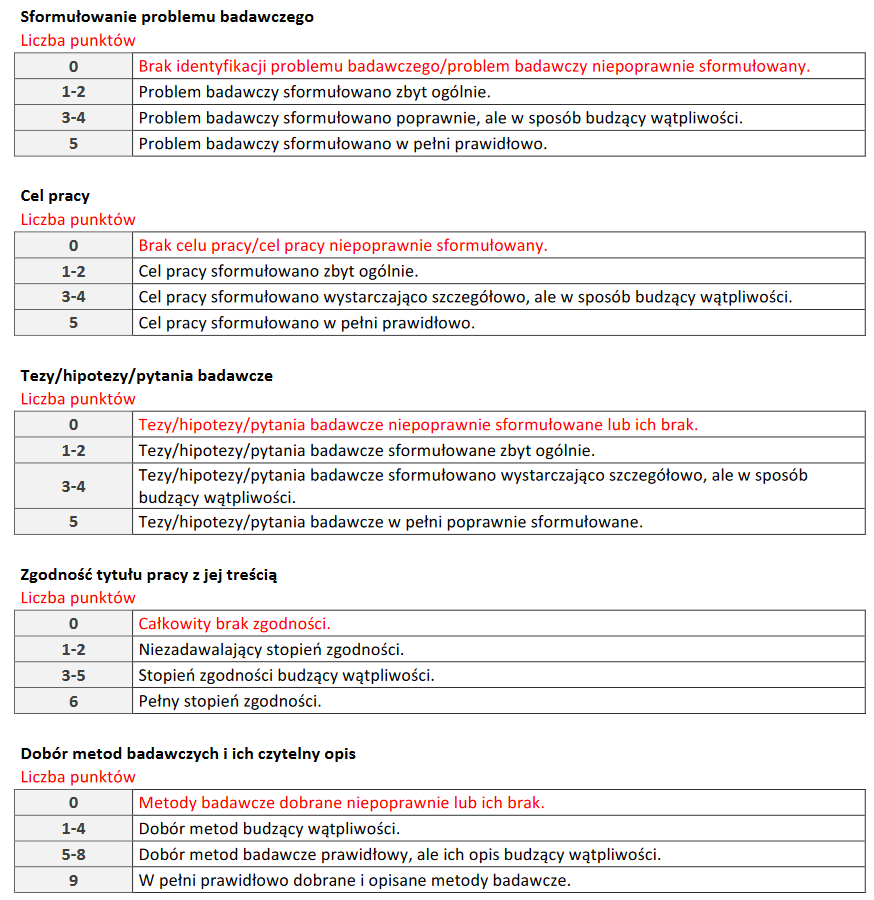 Sformułowanie problemu badawczego
Liczba punktów
0 Brak identyfikacji problemu badawczego/problem badawczy niepoprawnie sformułowany.
1-2 Problem badawczy sformułowano zbyt ogólnie.
3-4 Problem badawczy sformułowano poprawnie, ale w sposób budzący wątpliwości.
5 Problem badawczy sformułowano w pełni prawidłowo.
Cel pracy
Liczba punktów
0 Brak celu pracy/cel pracy niepoprawnie sformułowany.
1-2 Cel pracy sformułowano zbyt ogólnie.
3-4 Cel pracy sformułowano wystarczająco szczegółowo, ale w sposób budzący wątpliwości.
5 Cel pracy sformułowano w pełni prawidłowo.
Tezy/hipotezy/pytania badawcze
Liczba punktów
0 Tezy/hipotezy/pytania badawcze niepoprawnie sformułowane lub ich brak.
1-2 Tezy/hipotezy/pytania badawcze sformułowane zbyt ogólnie.
3-4 Tezy/hipotezy/pytania badawcze sformułowano wystarczająco szczegółowo, ale w sposób
budzący wątpliwości.
5 Tezy/hipotezy/pytania badawcze w pełni poprawnie sformułowane.
Zgodność tytułu pracy z jej treścią
Liczba punktów
0 Całkowity brak zgodności.
1-2 Niezadawalający stopień zgodności.
3-5 Stopień zgodności budzący wątpliwości.
6 Pełny stopień zgodności.
Dobór metod badawczych i ich czytelny opis
Liczba punktów
0 Metody badawcze dobrane niepoprawnie lub ich brak.
1-4 Dobór metod budzący wątpliwości.
5-8 Dobór metod badawcze prawidłowy, ale ich opis budzący wątpliwości.
9 W pełni prawidłowo dobrane i opisane metody badawcze.